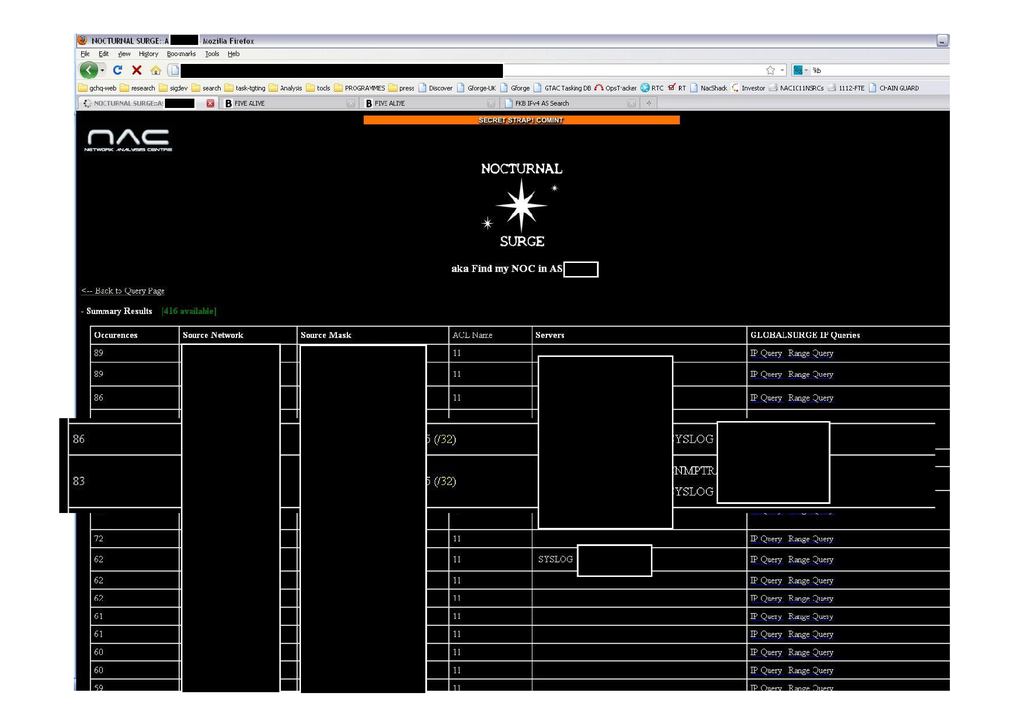 NOCTURNAL SURGE: A Mozilla Firefox
File Edit View History Bookmarks Tools Help
gchq-web research sigdev search task-tgting Analysis tools PROGRAMMES press Discover Gforge-UK Gforge GTAC Tasking DB OpsTracker RTC RT NacShack Investor NAC1C11NSRCs 1112-FTE CHAIN GUARD
NOCTURNAL SURGE:AS FIVE ALIVE FIVE ALIVE FKB IPv4 AS Search
SECRET STRAP1 COMINT
NAC
NETWORK ANALYSIS CENTRE
NOCTURNAL
SURGE
aka Find my NOC in AS
<-- Back to Query Page
- Summary Results [416 available]
Occurences Source Network Source Mask ACL Name Servers GLOBALSURGE IP Queries
89 11 IP Query Range Query
89 11 IP Query Range Query
86 11 IP Query Range Query
86 5 (/32) YSLOG
NMPTR
83 5 (/32)
YSLOG
72 11 IP Query Range Query
62 11 SYSLOG IP Query Range Query
62 11 IP Query Range Query
62 11 IP Query Range Query
61 11 IP Query Range Query
61 11 IP Query Range Query
60 11 IP Query Range Query
60 11 IP Query Range Query
59 11 IP Query Range Query